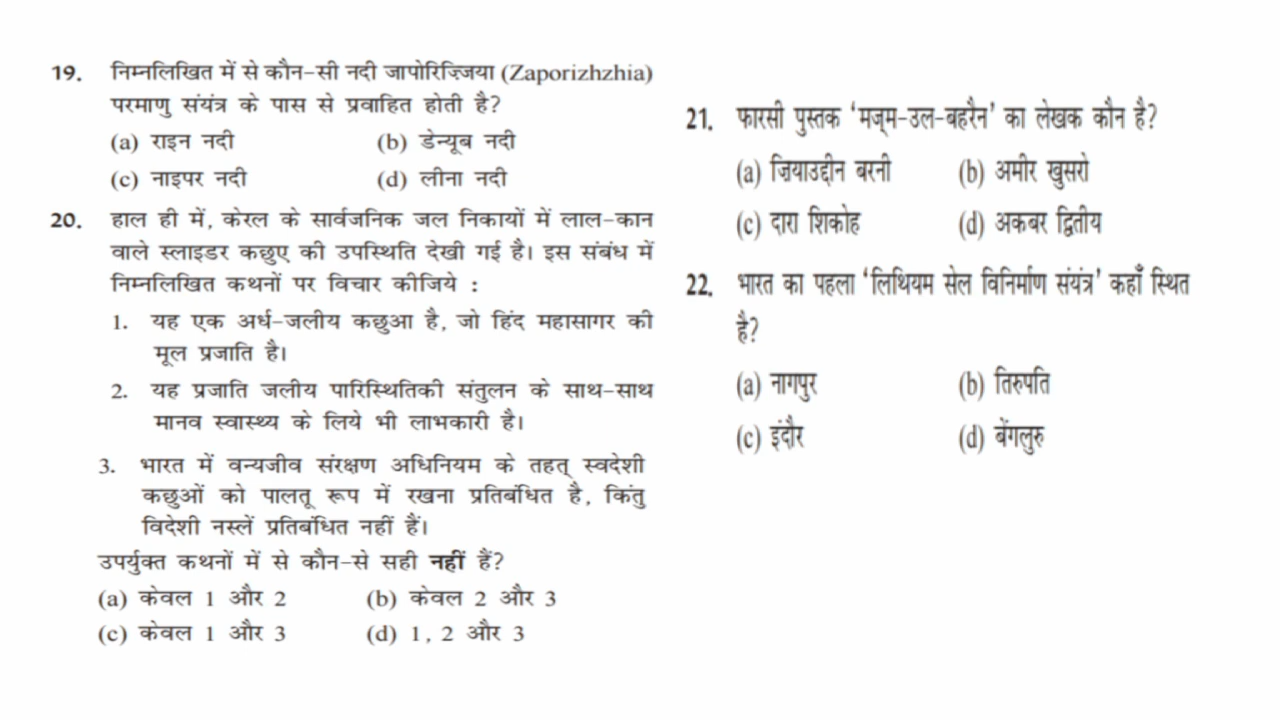 19. निम्नलिखित में से कौन-सी नदी जापोरिज़्ज़िया (Zaporizhzhia)
परमाणु संयंत्र के पास से प्रवाहित होती है?
(a) राइन नदी (b) डेन्यूब नदी
(c) नाइपर नदी (d) लीना नदी
20. हाल ही में, केरल के सार्वजनिक जल निकायों में लाल-कान
वाले स्लाइडर कछुए की उपस्थिति देखी गई है। इस संबंध में
निम्नलिखित कथनों पर विचार कीजिये :
1. यह एक अर्ध-जलीय कछुआ है, जो हिंद महासागर की
मूल प्रजाति है।
2. यह प्रजाति जलीय पारिस्थितिकी संतुलन के साथ-साथ
मानव स्वास्थ्य के लिये भी लाभकारी है।
3. भारत में वन्यजीव संरक्षण अधिनियम के तहत् स्वदेशी
कछुओं को पालतू रूप में रखना प्रतिबंधित है, किंतु
विदेशी नस्लें प्रतिबंधित नहीं हैं।
उपर्युक्त कथनों में से कौन-से सही नहीं हैं?
(a) केवल 1 और 2 (b) केवल 2 और 3
(c) केवल 1 और 3 (d) 1, 2 और 3
21. फारसी पुस्तक 'मज्म-उल-बहरैन' का लेखक कौन है?
(a) ज़ियाउद्दीन बरनी (b) अमीर खुसरो
(c) दारा शिकोह (d) अकबर द्वितीय
22. भारत का पहला 'लिथियम सेल विनिर्माण संयंत्र' कहाँ स्थित
है?
(a) नागपुर (b) तिरुपति
(c) इंदौर (d) बेंगलुरु